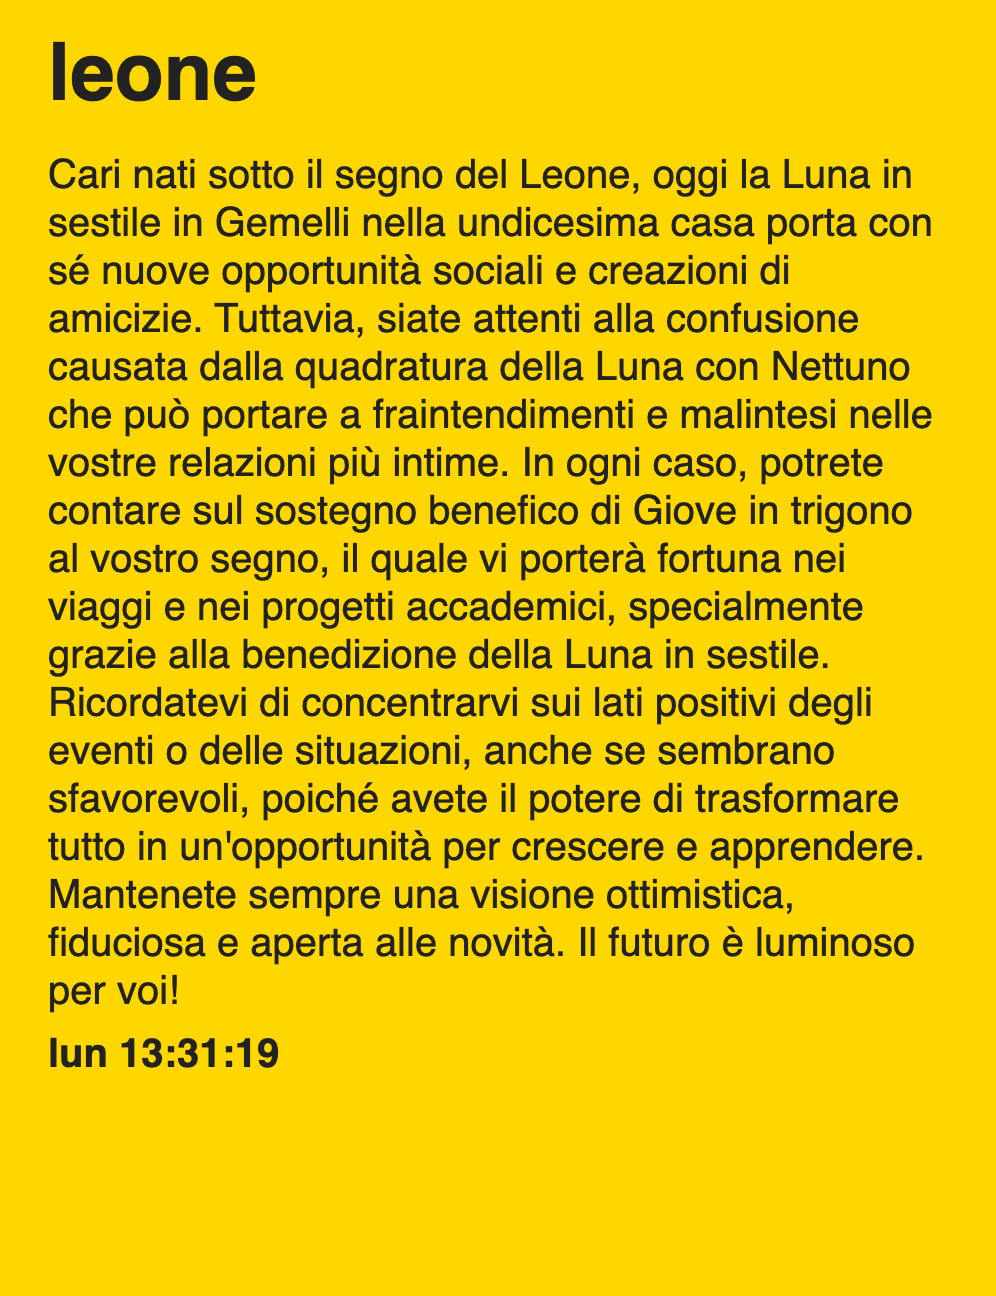 leone
Cari nati sotto il segno del Leone, oggi la Luna in
sestile in Gemelli nella undicesima casa porta con
sé nuove opportunità sociali e creazioni di
amicizie. Tuttavia, siate attenti alla confusione
causata dalla quadratura della Luna con Nettuno
che può portare a fraintendimenti e malintesi nelle
vostre relazioni più intime. In ogni caso, potrete
contare sul sostegno benefico di Giove in trigono
al vostro segno, il quale vi porterà fortuna nei
viaggi e nei progetti accademici, specialmente
grazie alla benedizione della Luna in sestile.
Ricordatevi di concentrarvi sui lati positivi degli
eventi o delle situazioni, anche se sembrano
sfavorevoli, poiché avete il potere di trasformare
tutto in un'opportunità per crescere e apprendere.
Mantenete sempre una visione ottimistica,
fiduciosa e aperta alle novità. Il futuro è luminoso
per voi!
lun 13:31:19